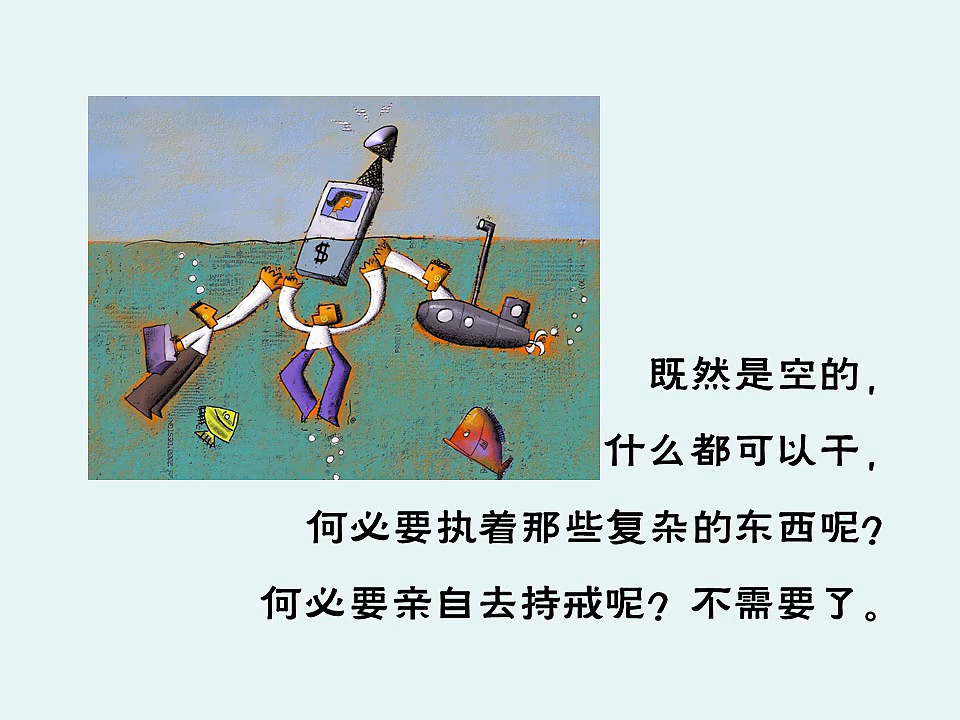 $
既然是空的，
什么都可以干，
何必要执着那些复杂的东西呢？
何必要亲自去持戒呢？不需要了。